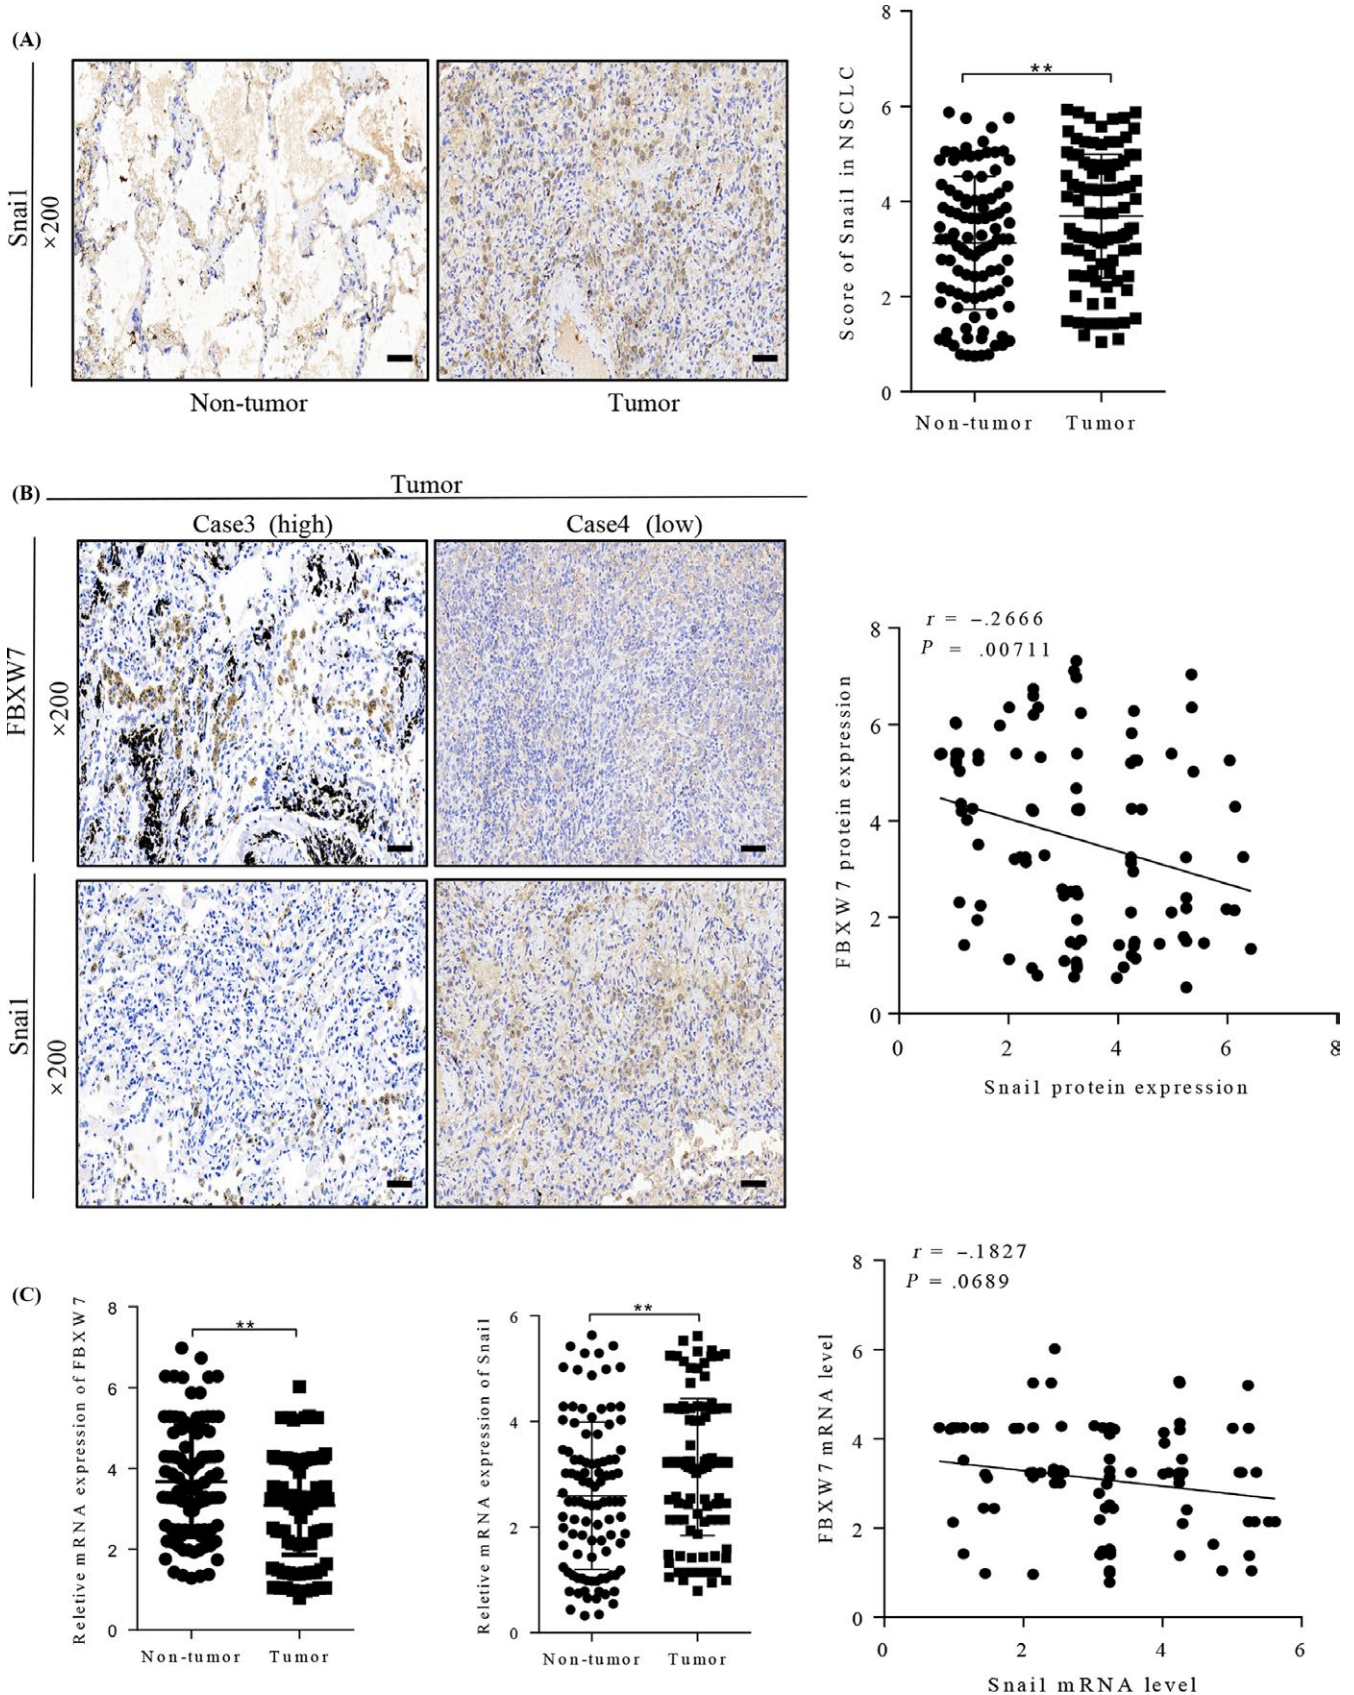 (A)
Snail
×200
Non-tumor
Tumor
Score of Snail in NSCLC
8
6
4
2
0
**
Non-tumor
Tumor
(B)
Tumor
Case3 (high)
Case4 (low)
FBXW7
×200
Snail
×200
r = –.2666
P = .00711
FBXW7 protein expression
8
6
4
2
0
0
2
4
6
8
Snail protein expression
(C)
Reletive mRNA expression of FBXW7
8
6
4
2
0
**
Non-tumor
Tumor
Reletive mRNA expression of Snail
6
4
2
0
**
Non-tumor
Tumor
r = –.1827
P = .0689
FBXW7 mRNA level
8
6
4
2
0
0
2
4
6
Snail mRNA level